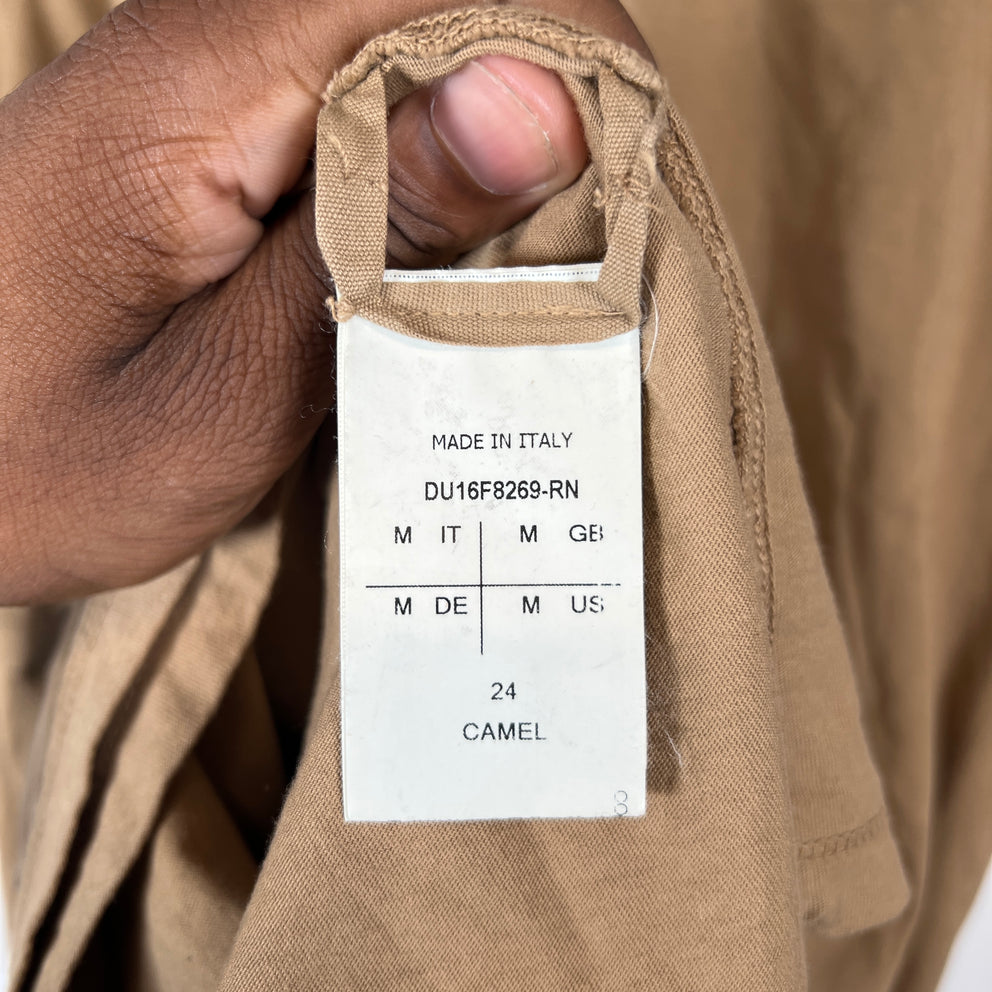 MADE IN ITALY
DU16F8269-RN
M IT M GB
M DE M US
24
CAMEL
8